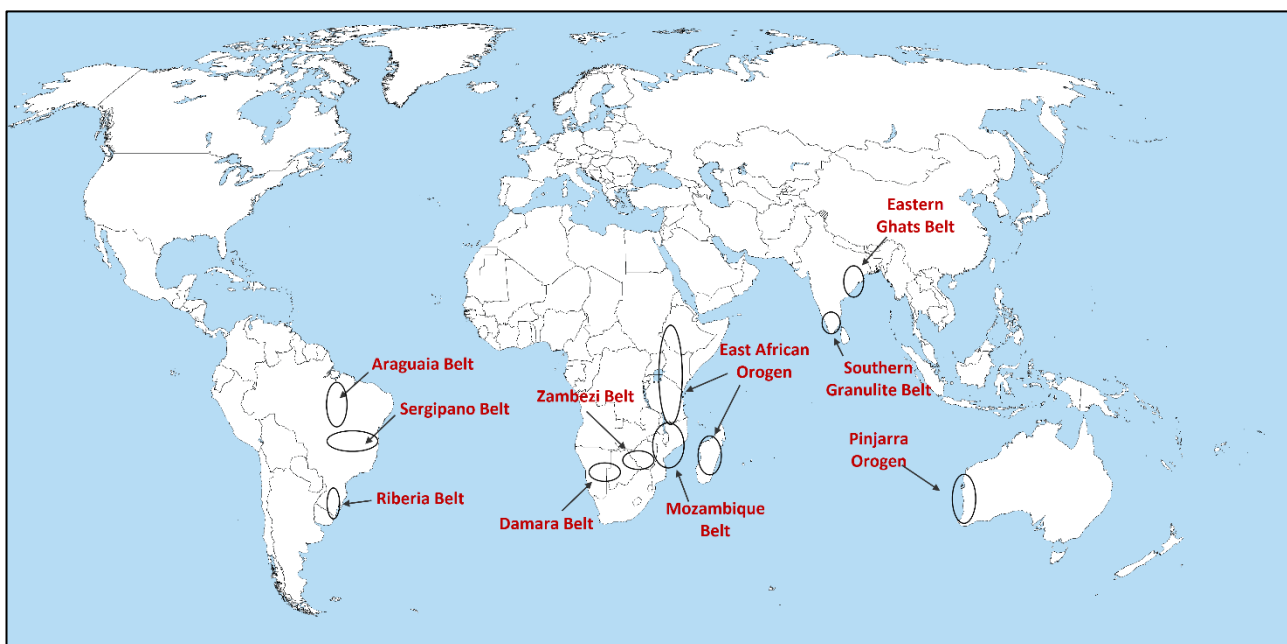 Eastern
Ghats Belt
Araguaia Belt
East African
Orogen
Southern
Granulite Belt
Zambezi Belt
Sergipano Belt
Pinjarra
Orogen
Riberia Belt
Mozambique
Belt
Damara Belt